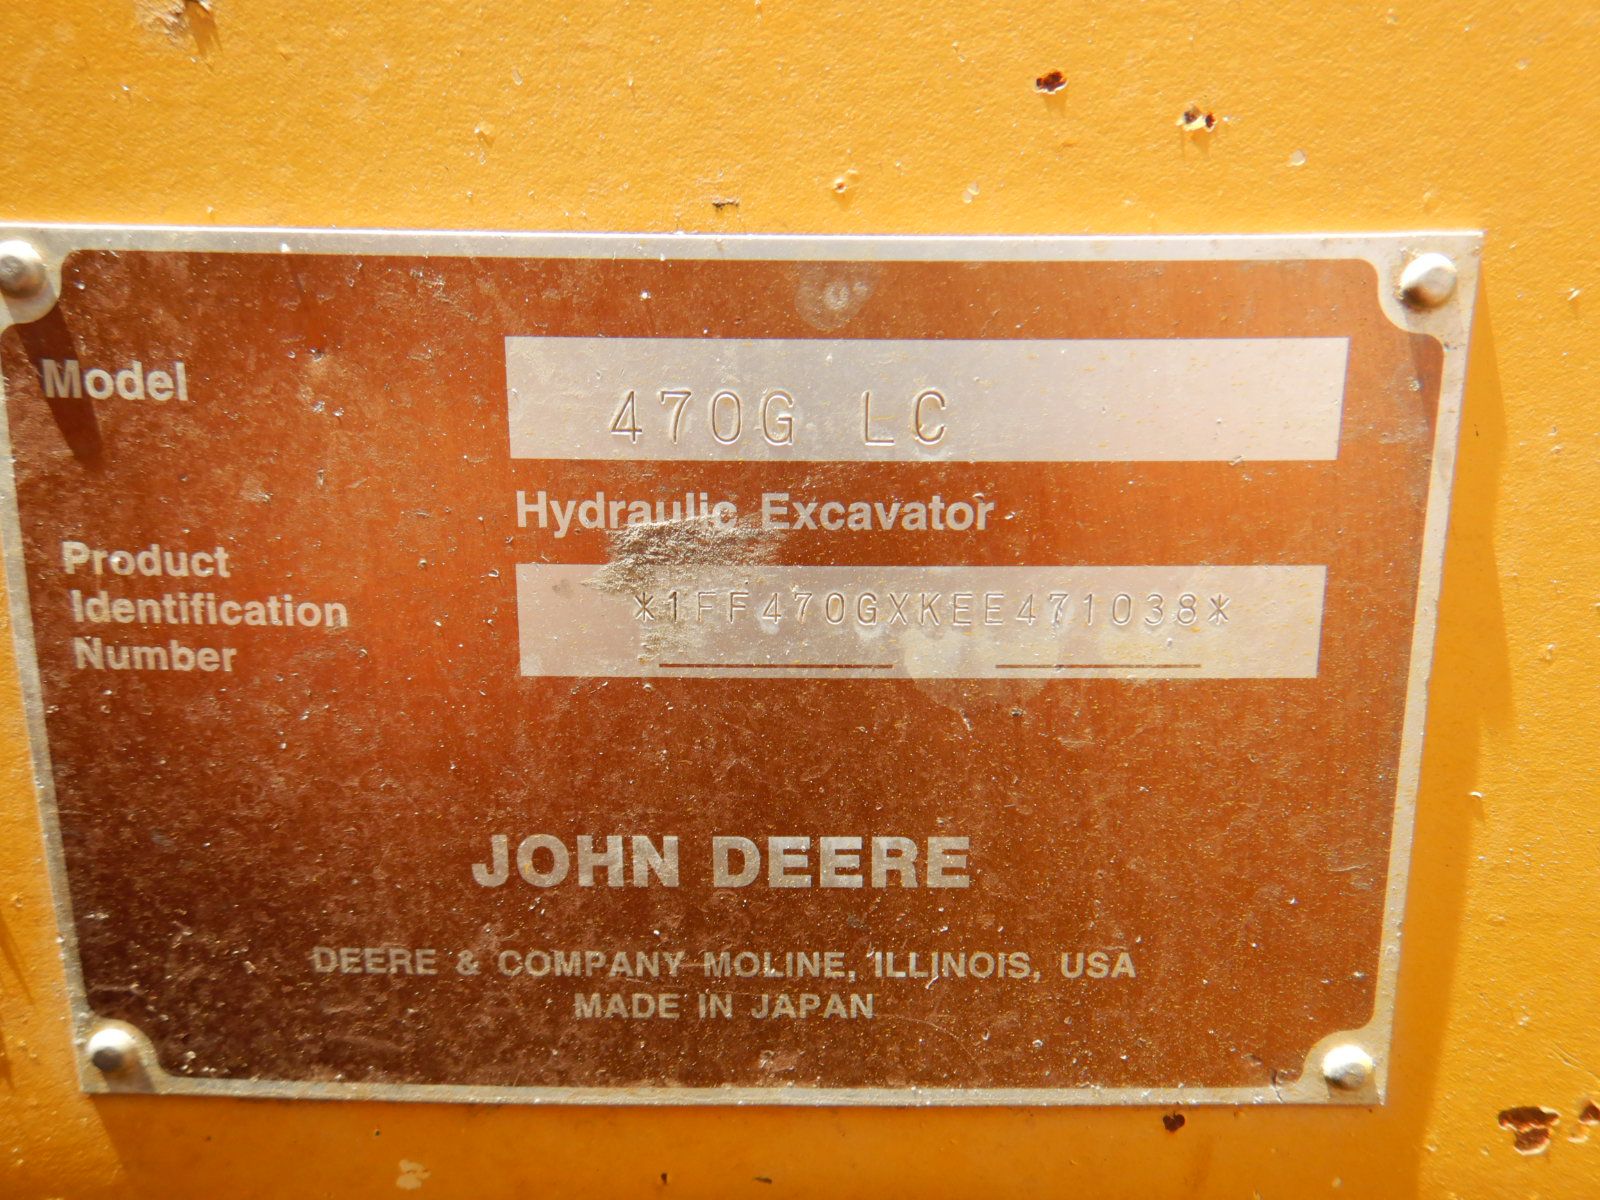 Model 470G LC
Hydraulic Excavator
Product
Identification *1FF470GXKEE471038*
Number
JOHN DEERE
DEERE & COMPANY MOLINE, ILLINOIS, USA
MADE IN JAPAN